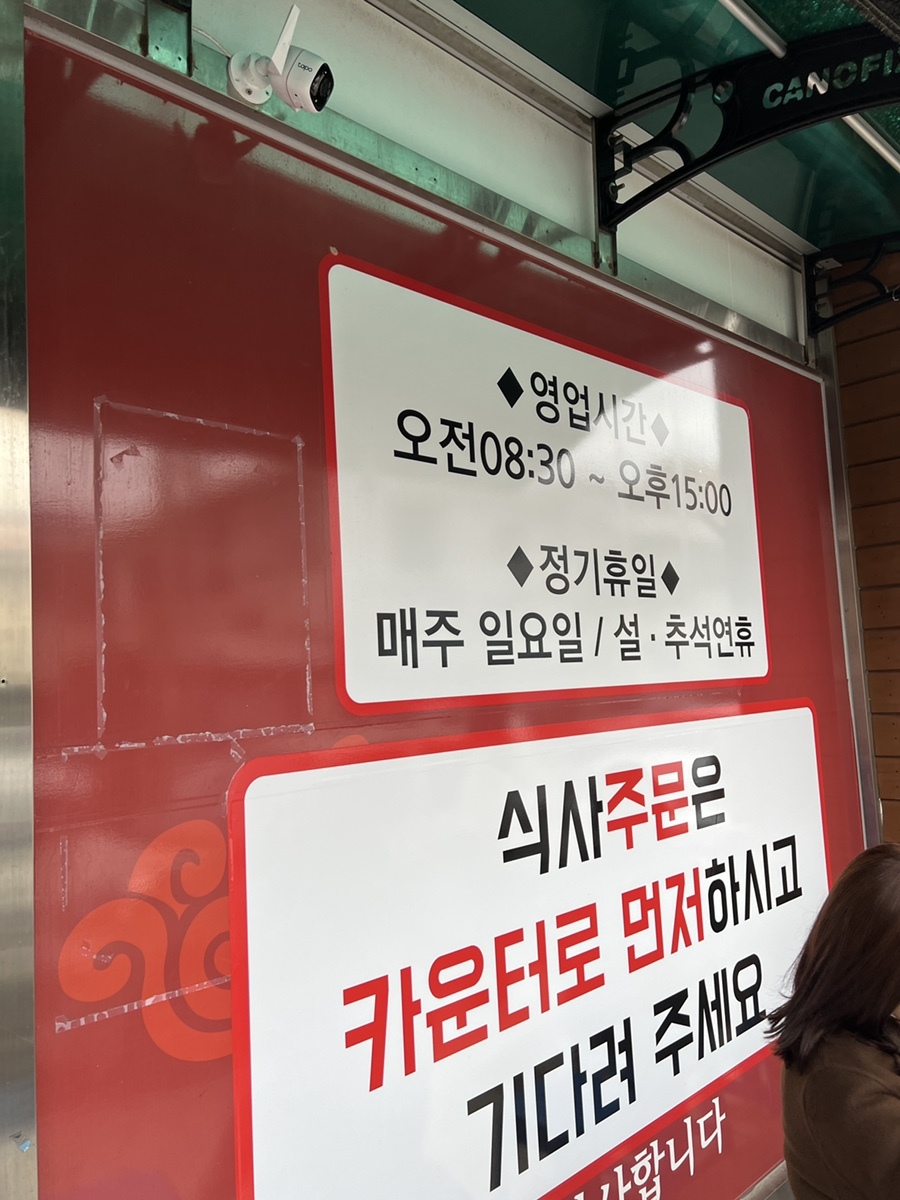 tapo
◆영업시간◆
오전08:30 ~ 오후15:00
◆정기휴일◆
매주 일요일 / 설 · 추석연휴
식사주문은
카운터로 먼저하시고
기다려 주세요